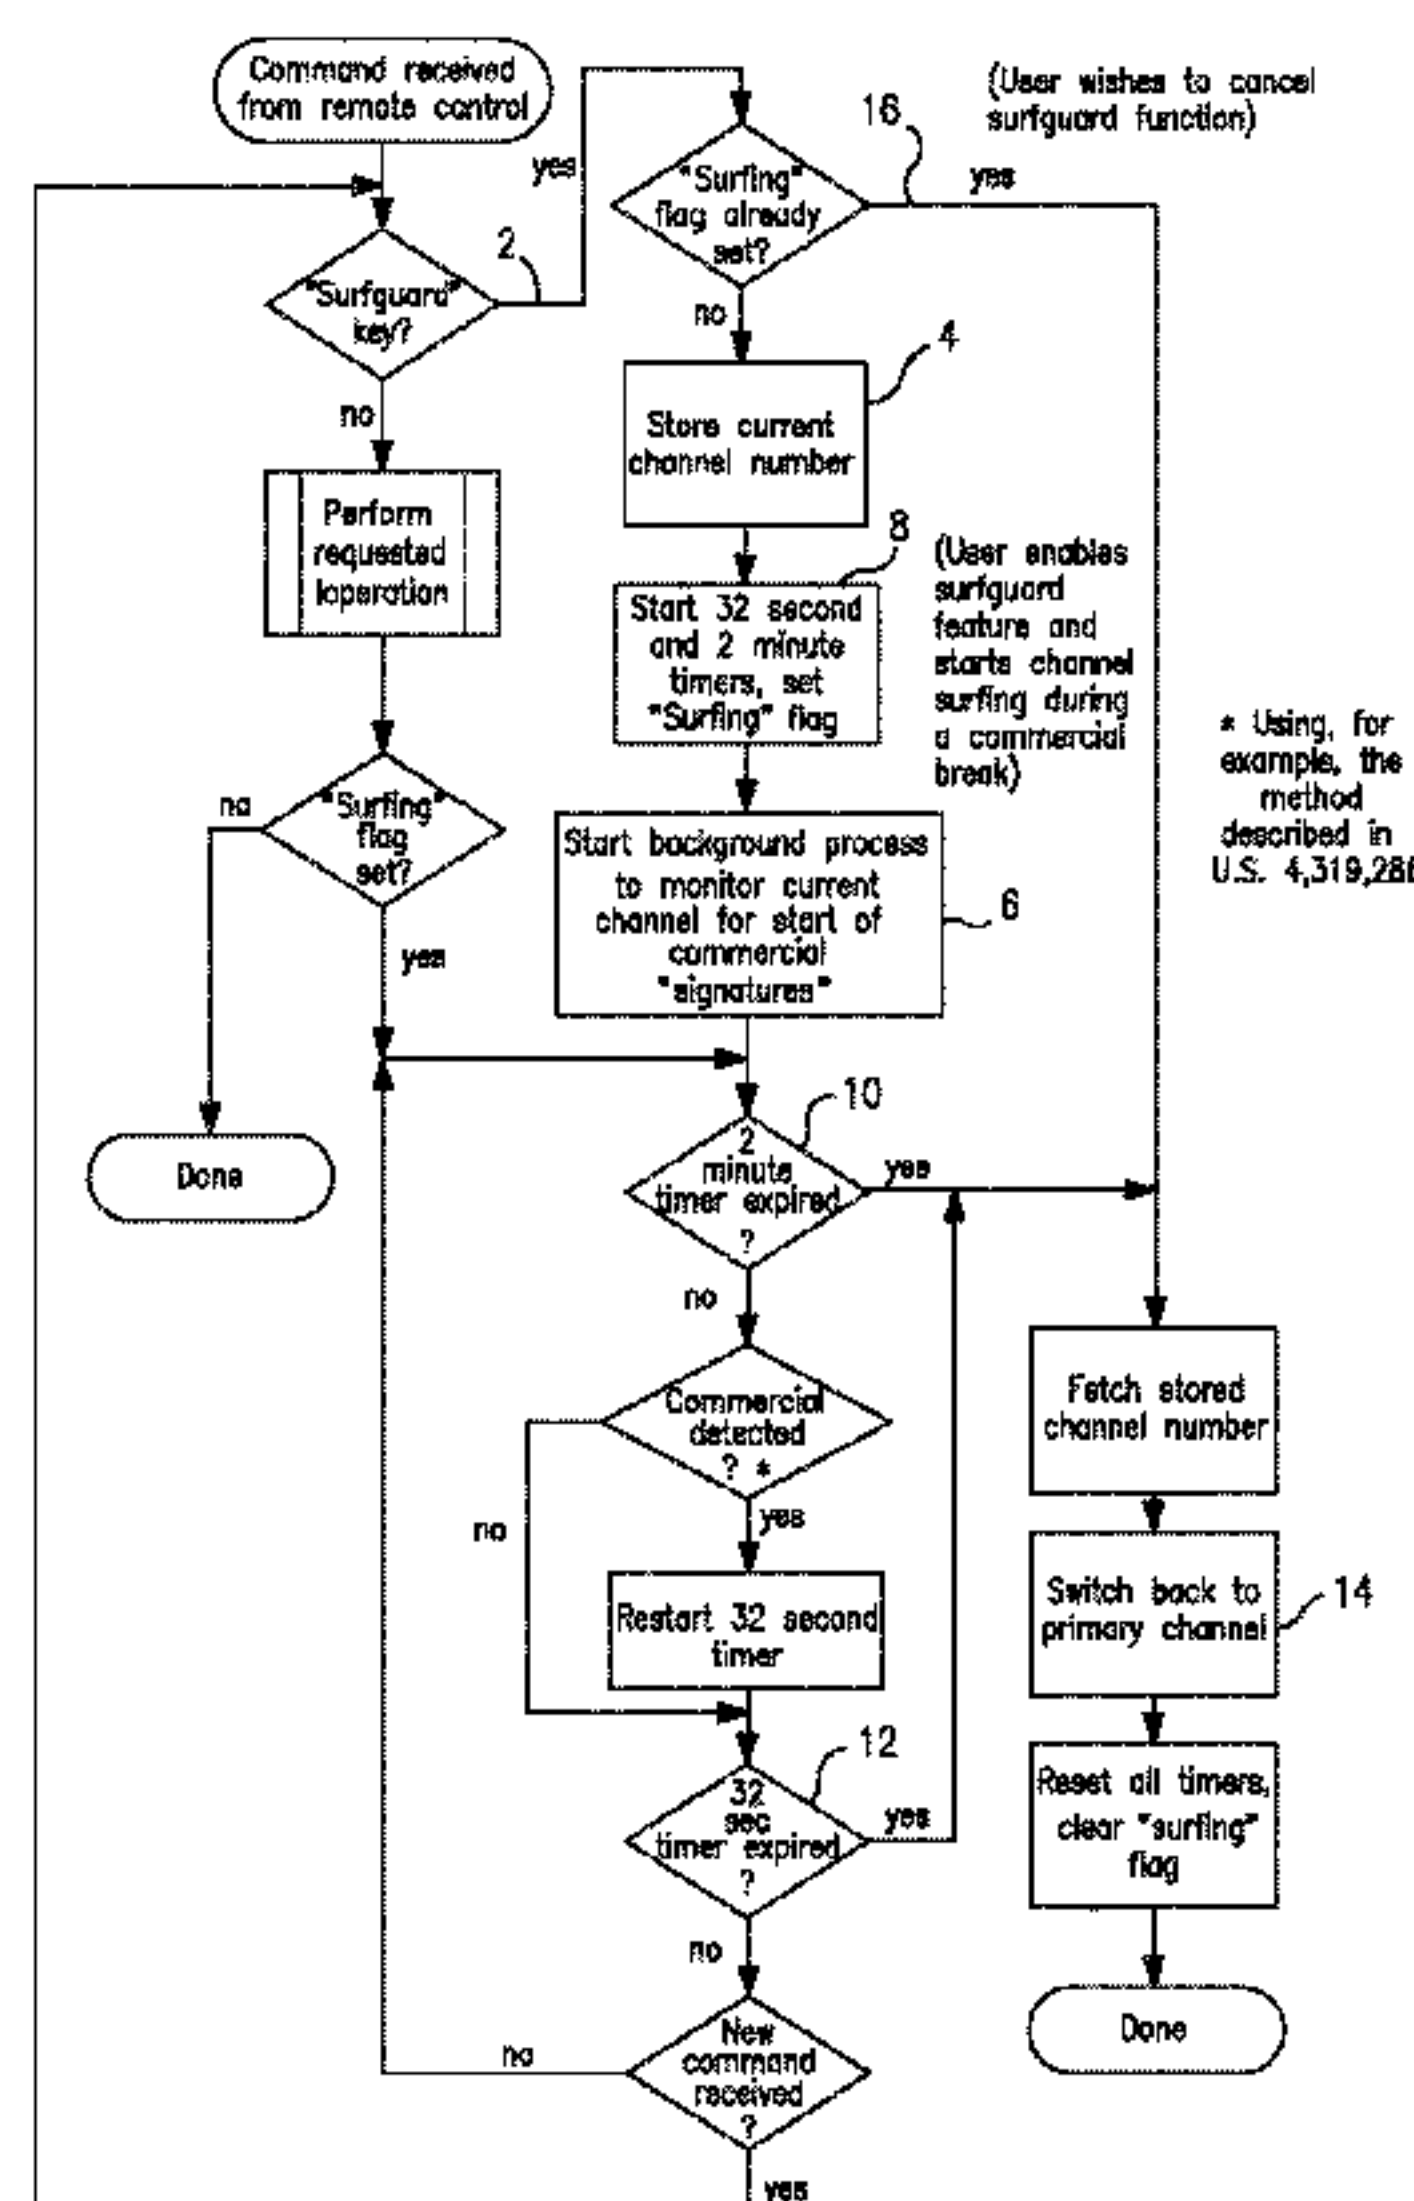 Command received
from remote control
(User wishes to cancel
surfguard function)
16
yes
"Surfing"
flag already
set?
yes
2
"Surfguard"
key?
no
4
no
Store current
channel number
Perform
requested
loperation
8
(User enables
surfguard
feature and
starts channel
surfing during
a commercial
break)
Start 32 second
and 2 minute
timers, set
"Surfing" flag
* Using, for
example, the
method
described in
U.S. 4,319,286
no
"Surfing"
flag
set?
yes
Start background process
to monitor current
channel for start of
commercial
"signatures"
6
10
Done
2
minute
timer expired
?
yes
no
Fetch stored
channel number
Commercial
detected
? *
no
yes
Switch back to
primary channel
14
Restart 32 second
timer
12
32
sec
timer expired
?
yes
Reset all timers,
clear "surfing"
flag
no
New
command
received
?
no
Done
yes